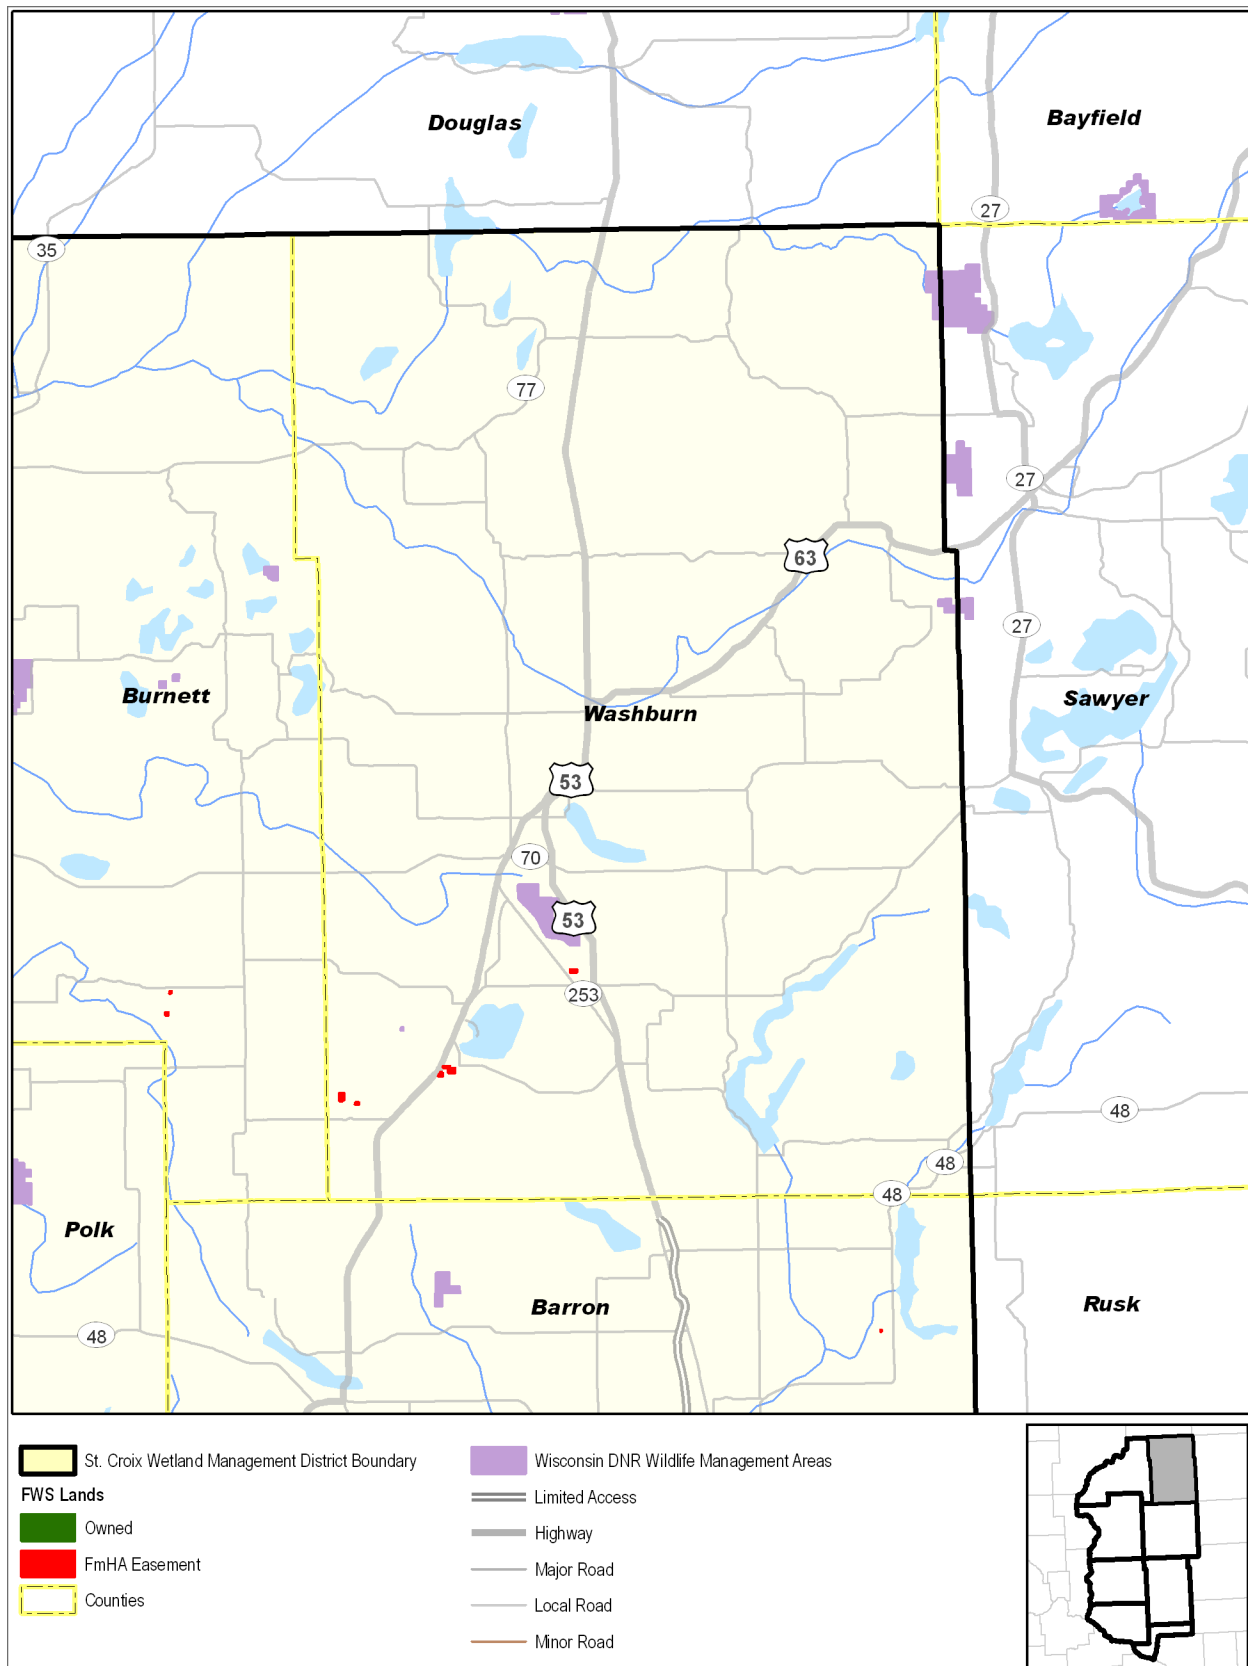 Douglas
Bayfield
27
35
77
27
63
27
Burnett
Sawyer
Washburn
53
70
53
253
48
48
48
Polk
Barron
Rusk
48
St. Croix Wetland Management District Boundary
FWS Lands
Owned
FmHA Easement
Counties
Wisconsin DNR Wildlife Management Areas
Limited Access
Highway
Major Road
Local Road
Minor Road